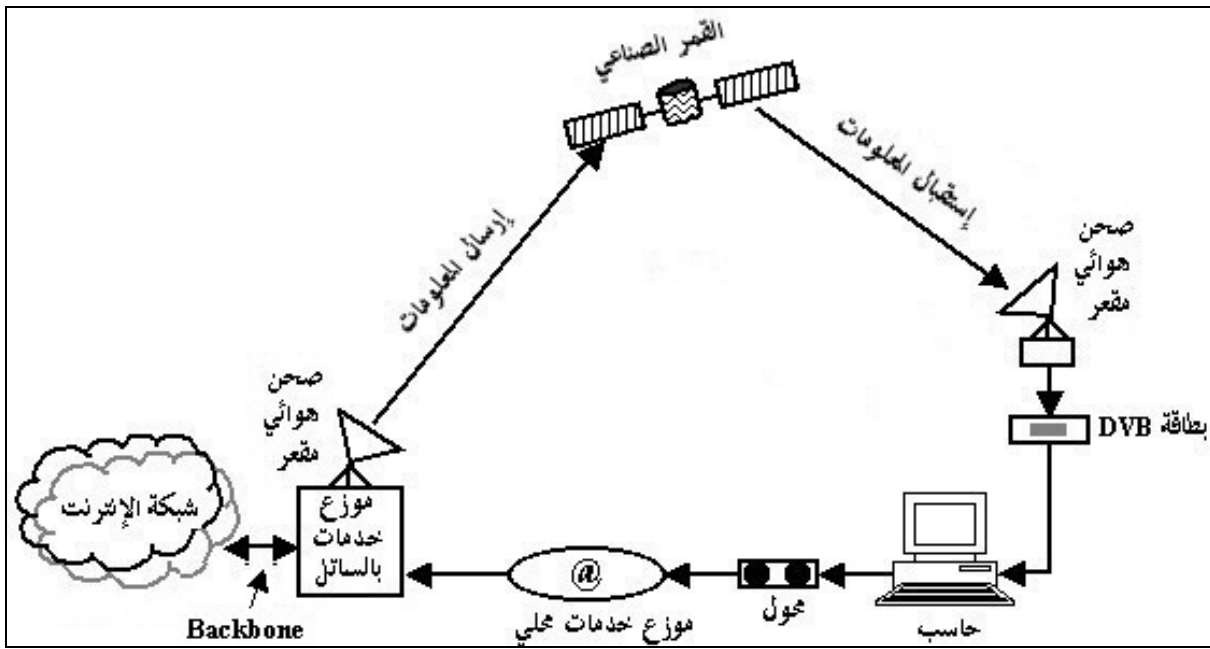 القمر الصناعي
إستقبال المعلومات
إرسال المعلومات
صحن
هوائي
مقعر
بطاقة DVB
صحن
هوائي
مقعر
شبكة الإنترنت
موزع
خدمات
بالساتل
@
محول
حاسب
موزع خدمات محلي
Backbone